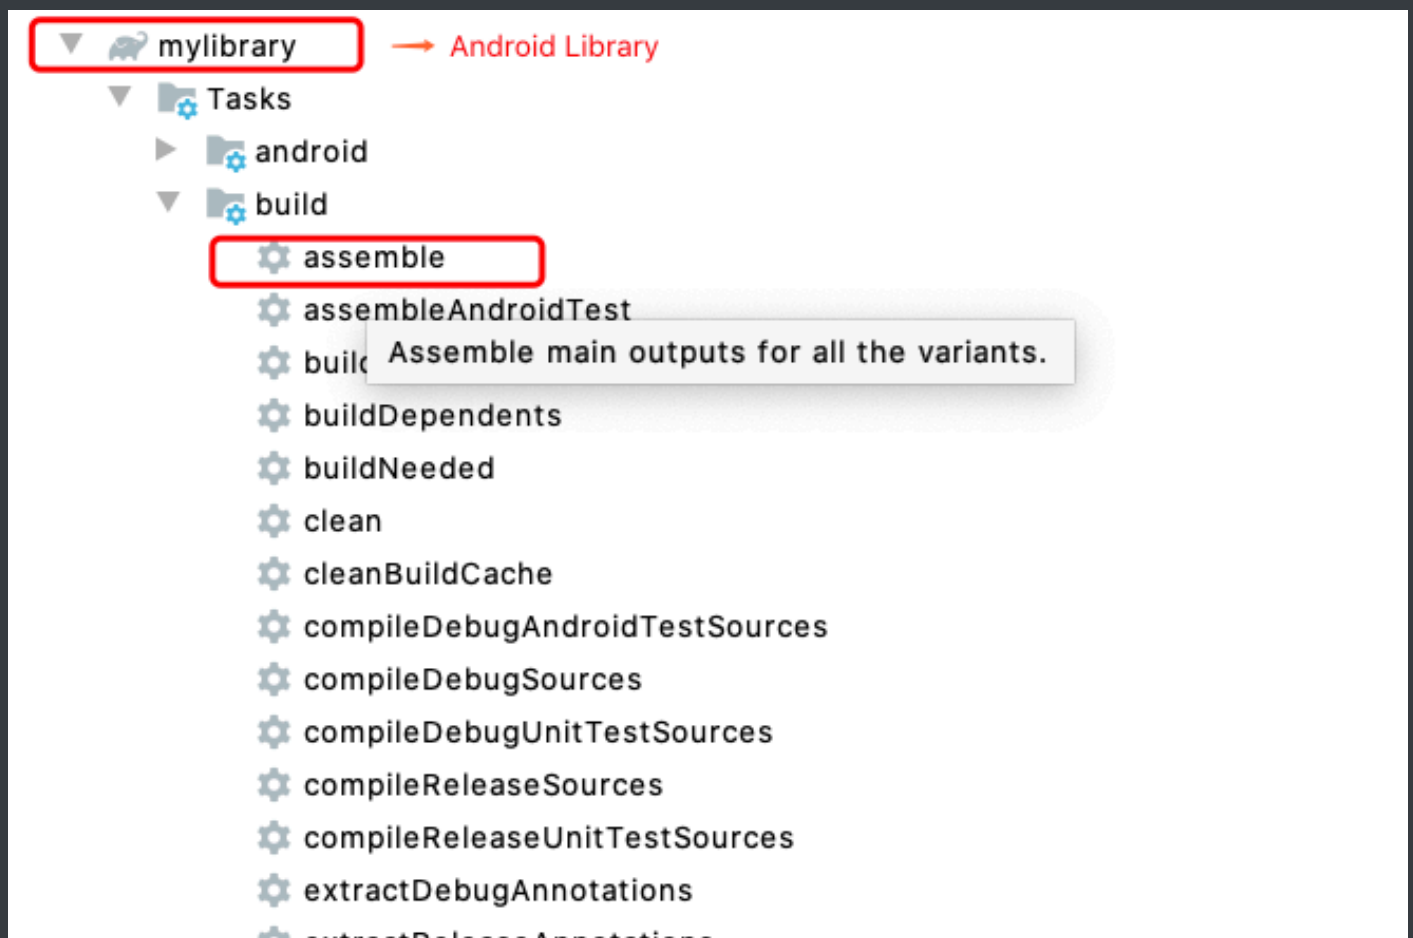 mylibrary → Android Library
Tasks
android
build
assemble
assembleAndroidTest
Assemble main outputs for all the variants.
buildDependents
buildNeeded
clean
cleanBuildCache
compileDebugAndroidTestSources
compileDebugSources
compileDebugUnitTestSources
compileReleaseSources
compileReleaseUnitTestSources
extractDebugAnnotations